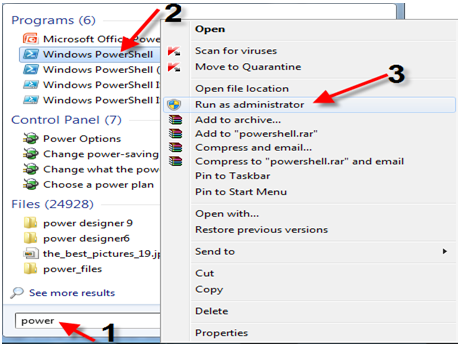 Programs (6)
Microsoft Office Powe
Windows PowerShell
Windows PowerShell (
Windows PowerShell I
Windows PowerShell I
Control Panel (7)
Power Options
Change power-saving
Change what the pow
Choose a power plan
Files (24928)
power designer 9
power designer6
the_best_pictures_19.jp
power_files
See more results
power
1
2
Open
Scan for viruses
Move to Quarantine
Open file location
Run as administrator
3
Add to archive...
Add to "powershell.rar"
Compress and email...
Compress to "powershell.rar" and email
Pin to Taskbar
Pin to Start Menu
Open with...
Restore previous versions
Send to
Cut
Copy
Delete
Properties